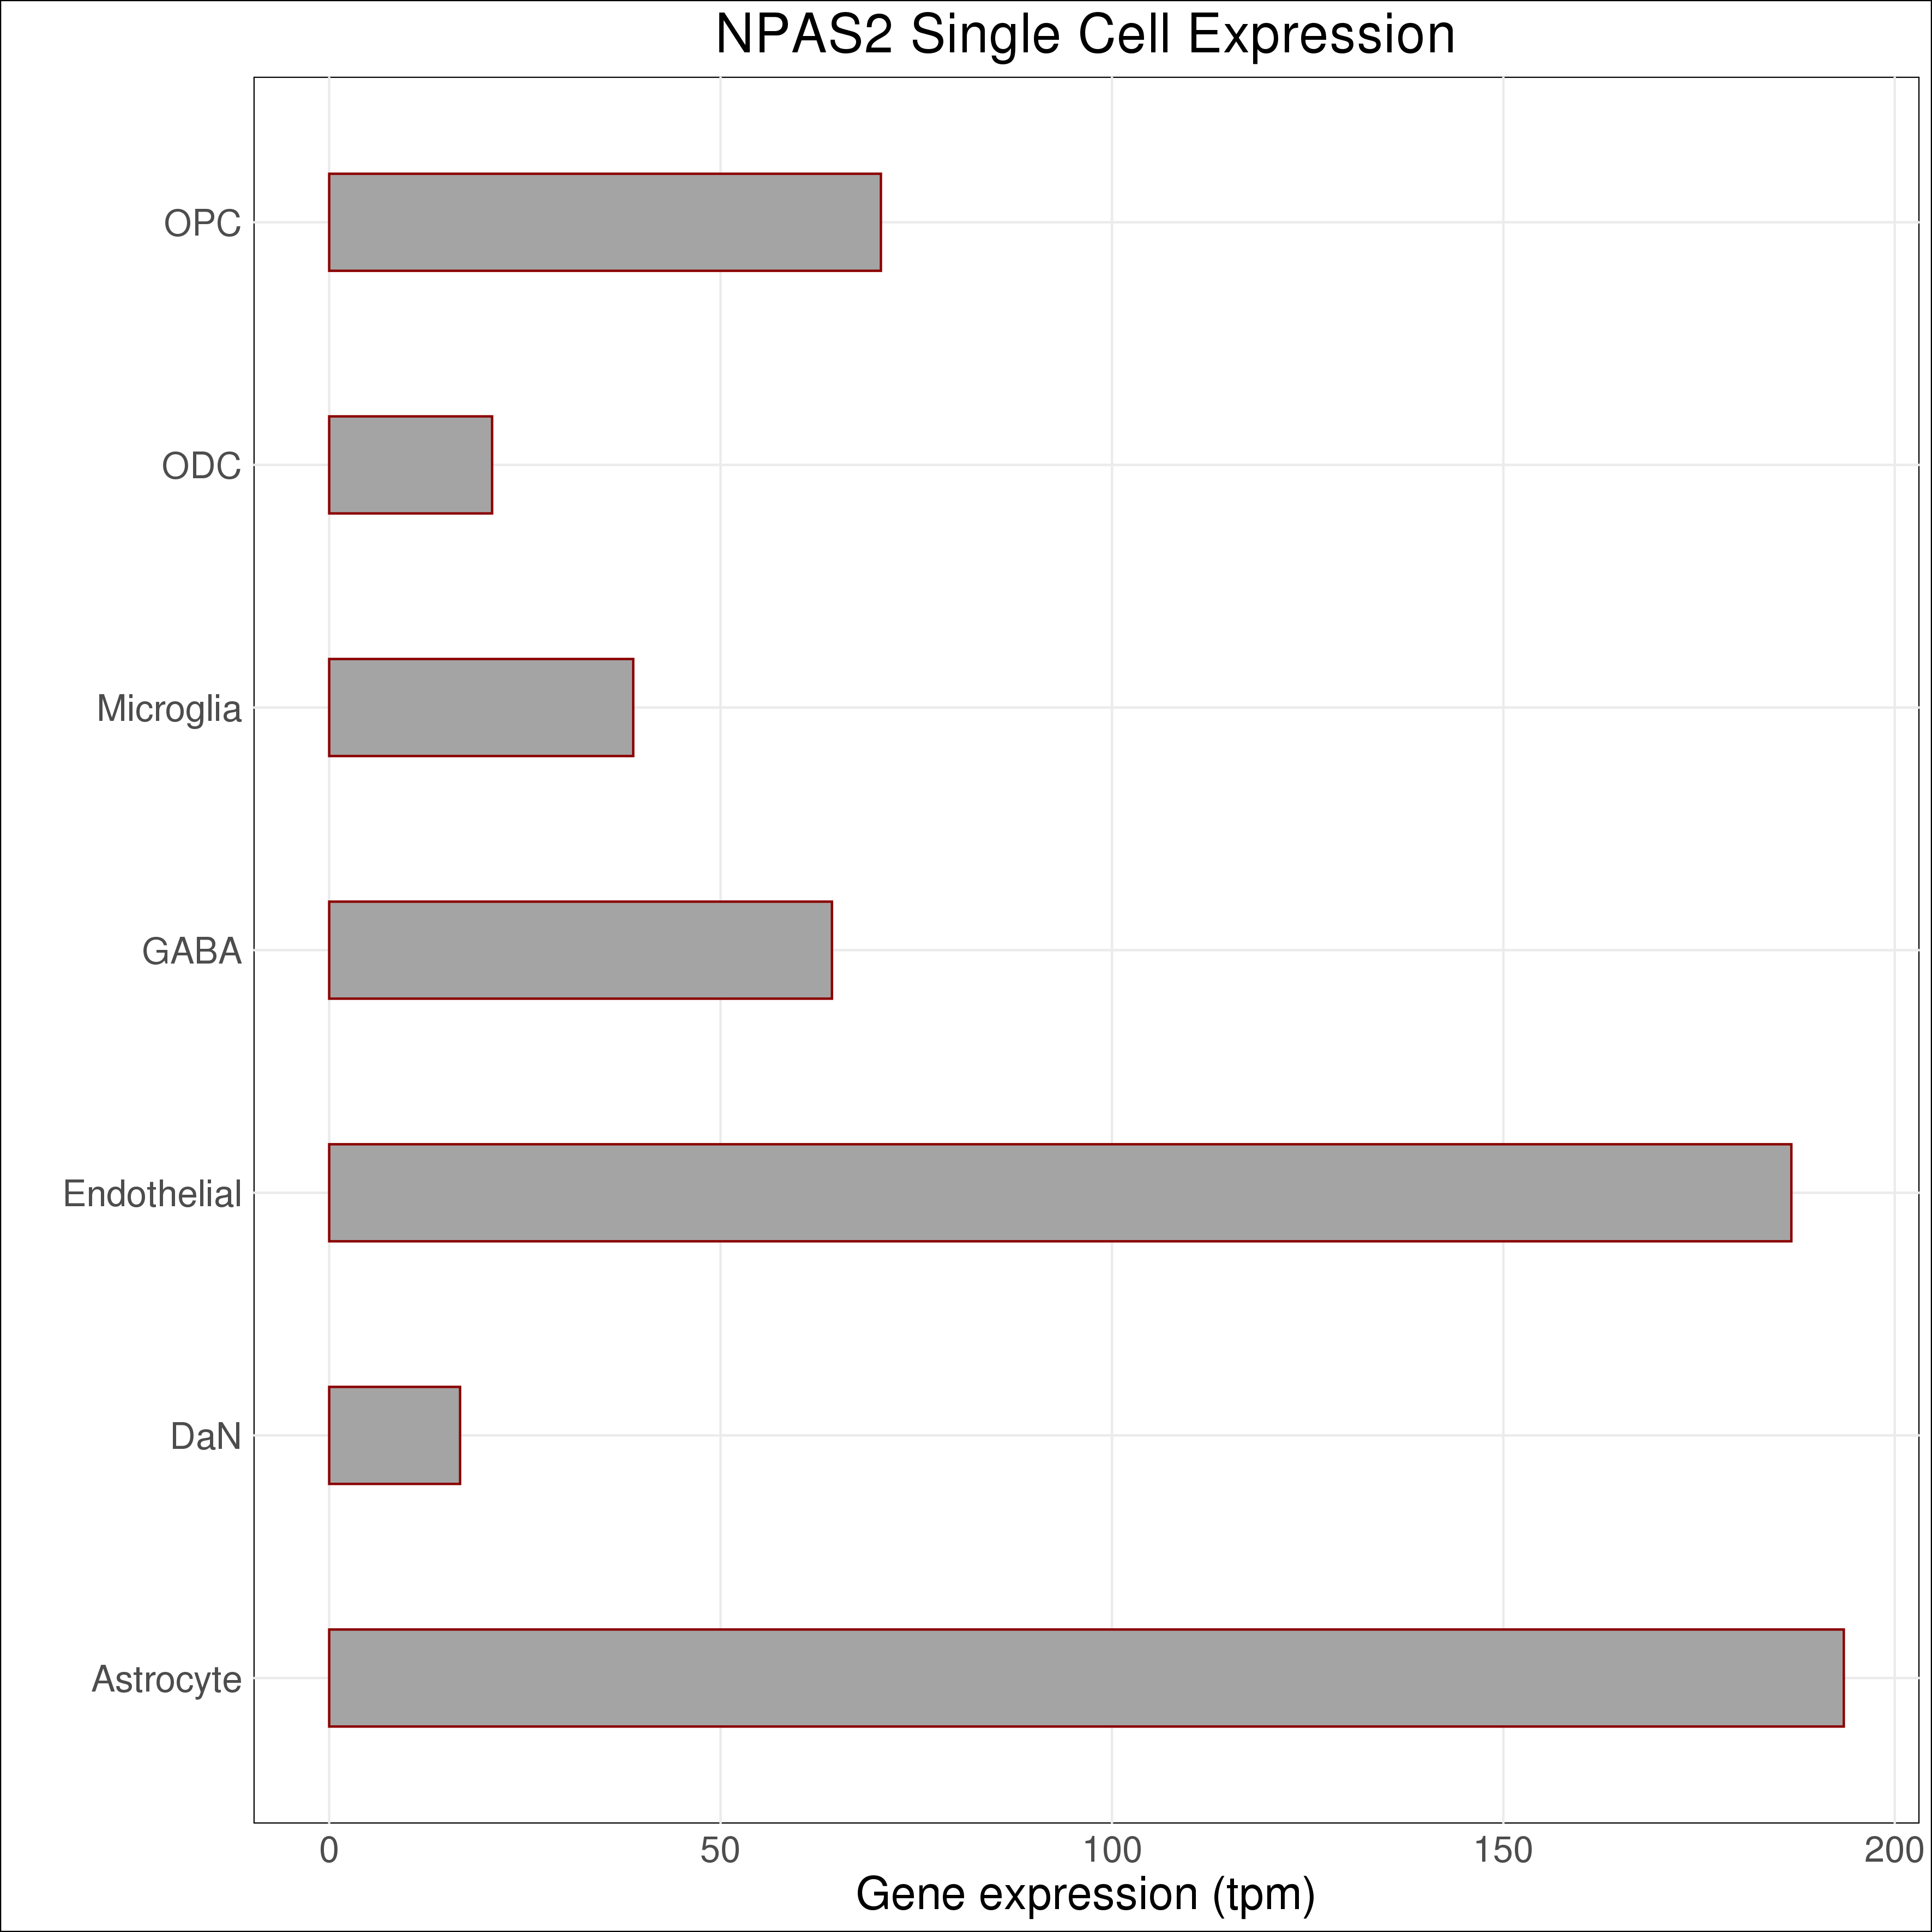 NPAS2 Single Cell Expression
OPC
ODC
Microglia
GABA
Endothelial
DaN
Astrocyte
0 50 100 150 200
Gene expression (tpm)